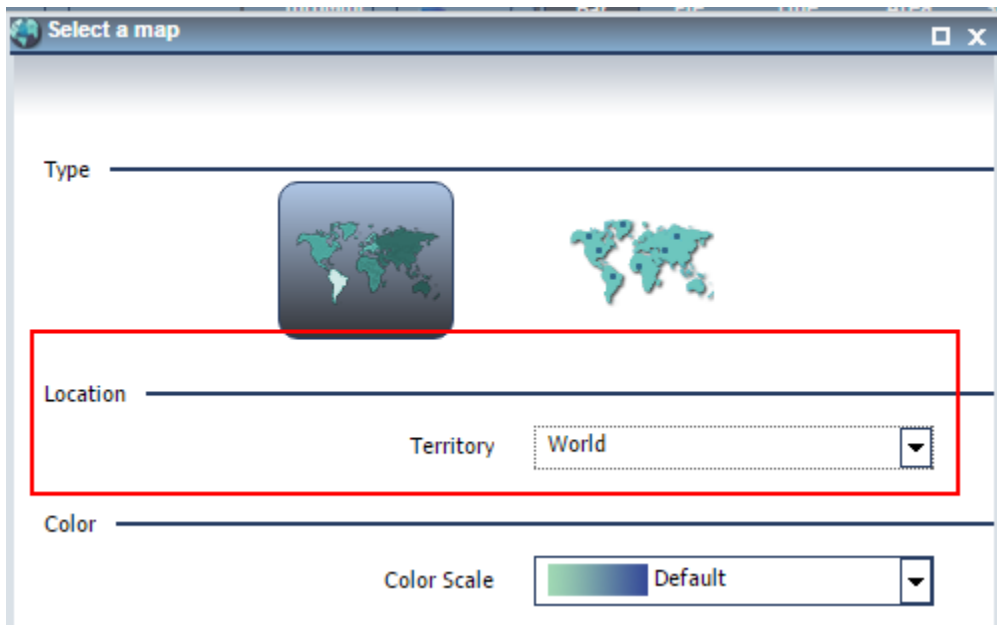 Select a map
Type
Location
Territory World
Color
Color Scale Default